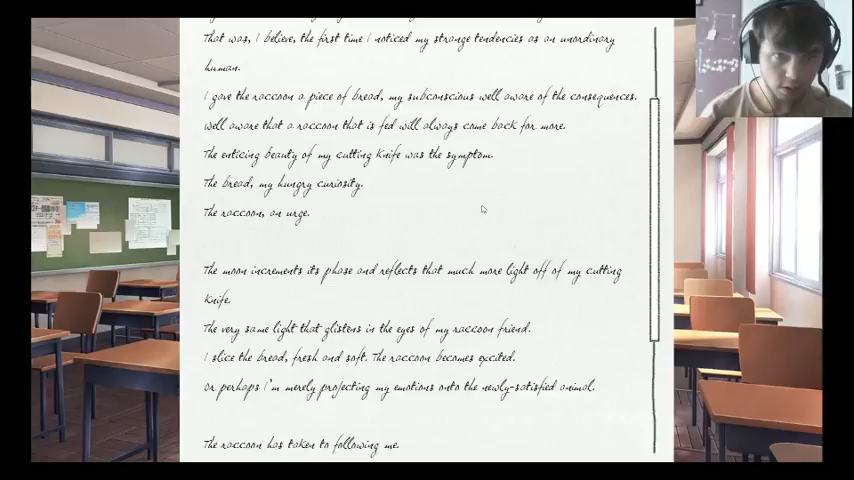 That was, I believe, the first time I noticed my strange tendencies as an unordinary
human.
I gave the raccoon a piece of bread, my subconscious well aware of the consequences.
Well aware that a raccoon that is fed will always come back for more.
The enticing beauty of my cutting knife was the symptom.
The bread, my hungry curiosity.
The raccoon, an urge.
The moon increments its phase and reflects that much more light off of my cutting
knife.
The very same light that glistens in the eyes of my raccoon friend.
I slice the bread, fresh and soft. The raccoon becomes excited.
Or perhaps I'm merely projecting my emotions onto the newly-satisfied animal.
The raccoon has taken to following me.